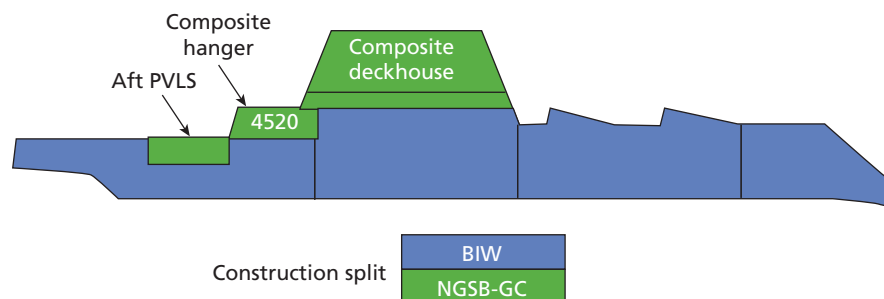 Composite
hanger
Aft PVLS
4520
Composite
deckhouse
Construction split
BIW
NGSB-GC